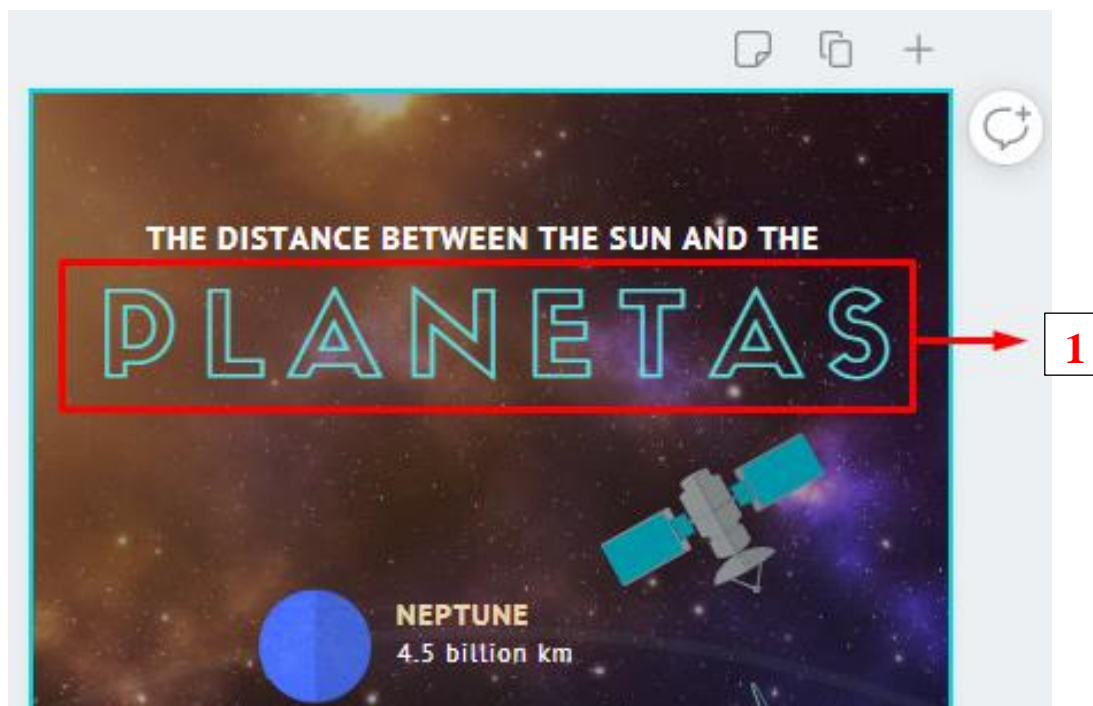 THE DISTANCE BETWEEN THE SUN AND THE
PLANETAS
1
NEPTUNE
4.5 billion km